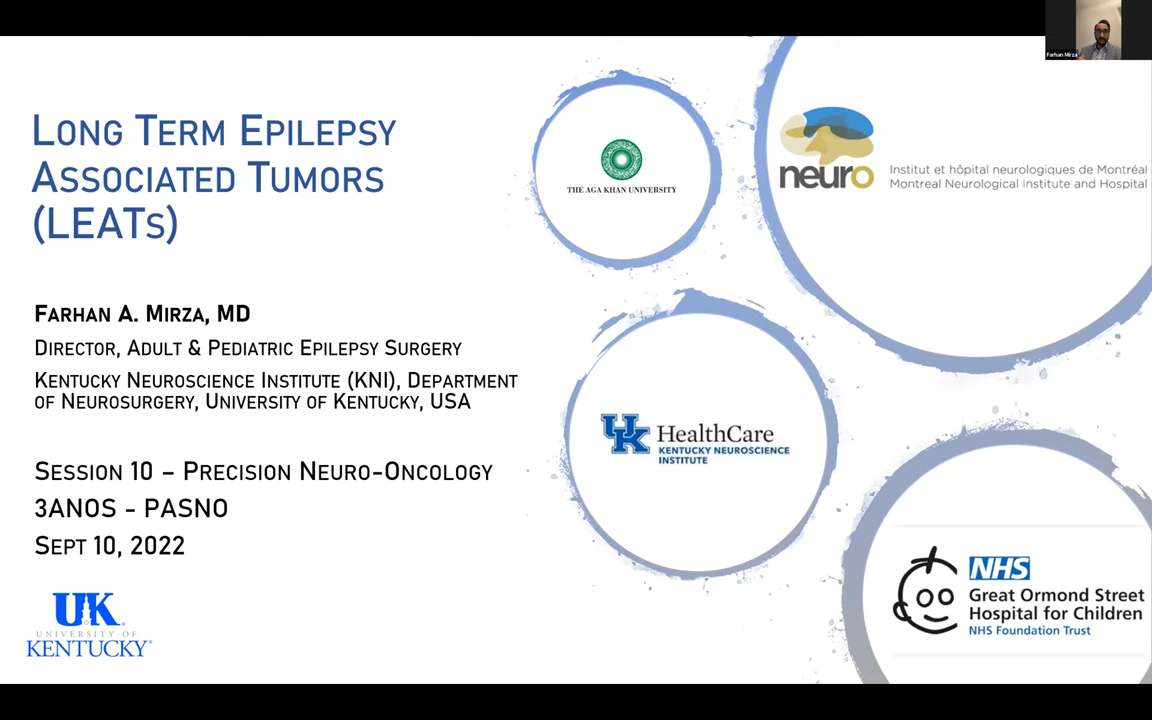 Farhan Mirza
LONG TERM EPILEPSY
ASSOCIATED TUMORS
(LEATS)
FARHAN A. MIRZA, MD
DIRECTOR, ADULT & PEDIATRIC EPILEPSY SURGERY
KENTUCKY NEUROSCIENCE INSTITUTE (KNI), DEPARTMENT
OF NEUROSURGERY, UNIVERSITY OF KENTUCKY, USA
SESSION 10 – PRECISION NEURO-ONCOLOGY
3ANOS - PASNO
SEPT 10, 2022
UK
UNIVERSITY OF
KENTUCKY
THE AGA KHAN UNIVERSITY
neuro
Institut et hôpital neurologiques de Montréal
Montreal Neurological Institute and Hospital
UK HealthCare
KENTUCKY NEUROSCIENCE
INSTITUTE
NHS
Great Ormond Street
Hospital for Children
NHS Foundation Trust